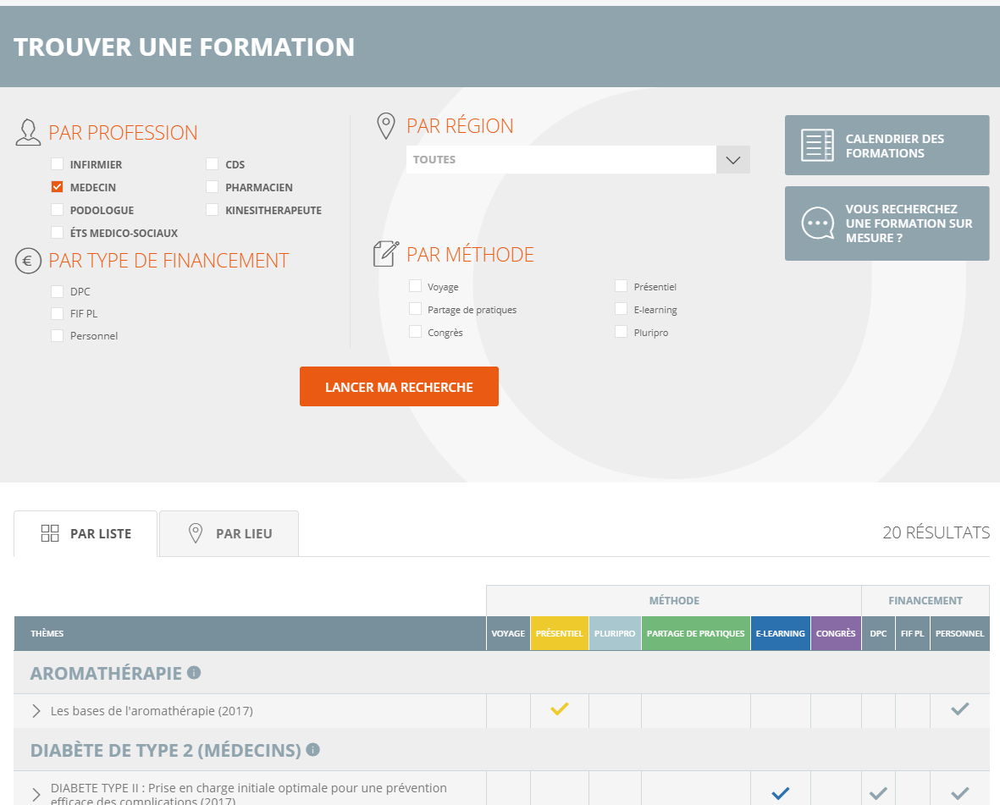 TROUVER UNE FORMATION
PAR PROFESSION
INFIRMIER
CDS
MEDECIN
PHARMACIEN
PODOLOGUE
KINESITHERAPEUTE
ÉTS MEDICO-SOCIAUX
PAR TYPE DE FINANCEMENT
DPC
FIF PL
Personnel
PAR RÉGION
TOUTES
PAR MÉTHODE
Voyage
Présentiel
Partage de pratiques
E-learning
Congrès
Pluripro
CALENDRIER DES
FORMATIONS
VOUS RECHERCHEZ
UNE FORMATION SUR
MESURE ?
LANCER MA RECHERCHE
PAR LISTE
PAR LIEU
20 RÉSULTATS
MÉTHODE
FINANCEMENT
THÈMES
VOYAGE
PRÉSENTIEL
PLURIPRO
PARTAGE DE PRATIQUES
E-LEARNING
CONGRÈS
DPC
FIF PL
PERSONNEL
AROMATHÉRAPIE
Les bases de l'aromathérapie (2017)
DIABÈTE DE TYPE 2 (MÉDECINS)
DIABETE TYPE II : Prise en charge initiale optimale pour une prévention
efficace des complications (2017)